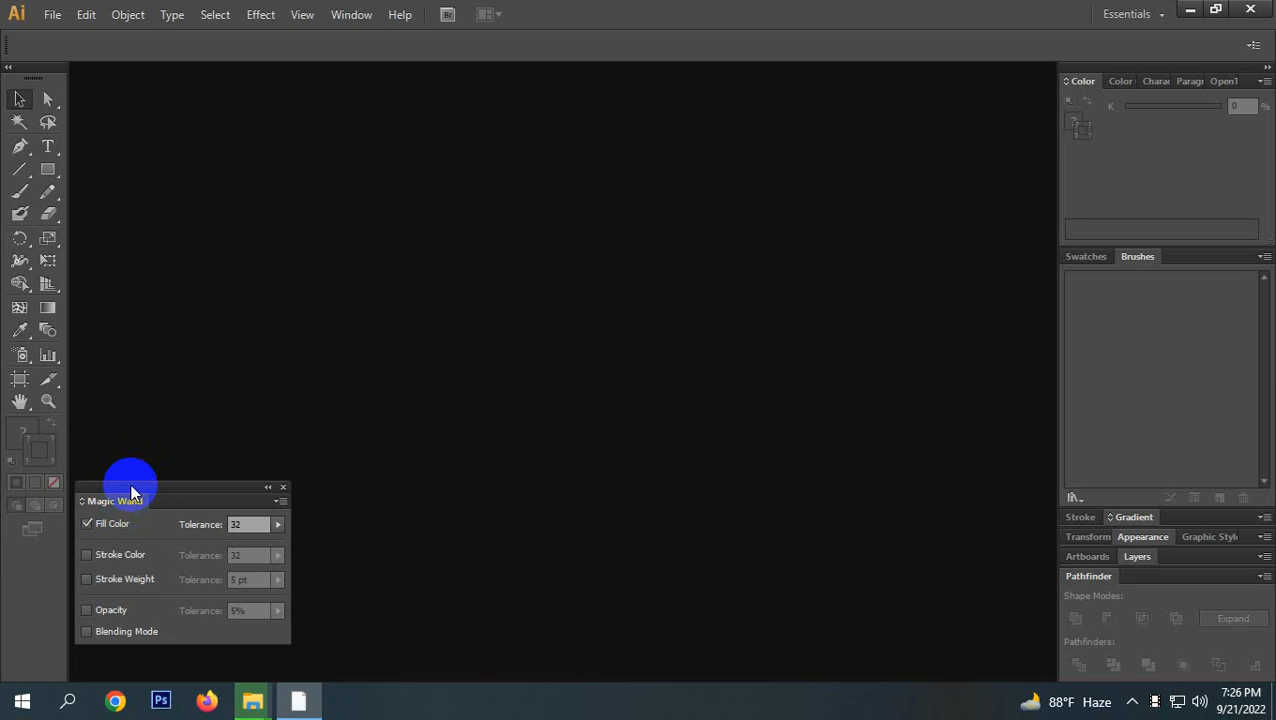 Ai File Edit Object Type Select Effect View Window Help Br Essentials
Color Color Charac Paragr OpenT
K 0 %
T
Swatches Brushes
?
?
Magic Wand
Fill Color Tolerance: 32
Stroke Color Tolerance: 32
Stroke Weight Tolerance: 5 pt
Opacity Tolerance: 5%
Blending Mode
Stroke Gradient
Transform Appearance Graphic Style
Artboards Layers
Pathfinder
Shape Modes:
Expand
Pathfinders:
Ps
88°F Haze
7:26 PM
9/21/2022